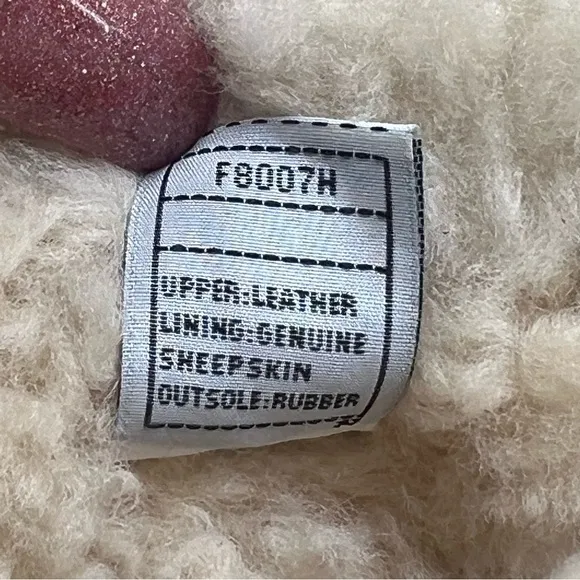 F8007H
UPPER:LEATHER
LINING:GENUINE
SHEEPSKIN
OUTSOLE:RUBBER